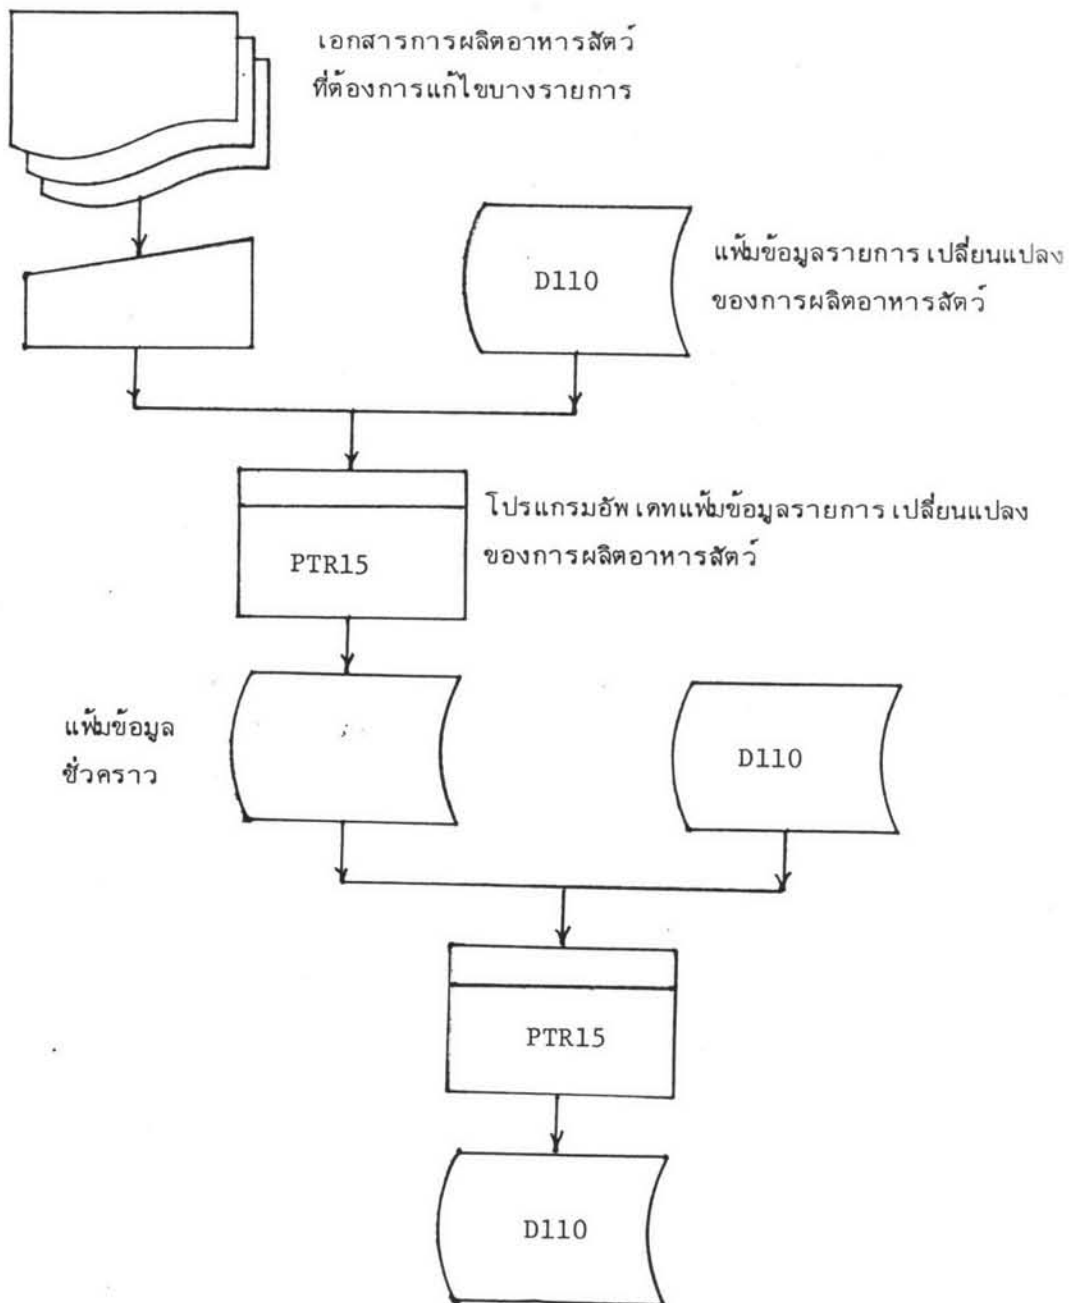 เอกสารการผลิตอาหารสัตว์
ที่ต้องการแก้ไขบางรายการ
D110
แฟ้มข้อมูลรายการ เปลี่ยนแปลง
ของการผลิตอาหารสัตว์
PTR15
โปรแกรมอัพ เดทแฟ้มข้อมูลรายการ เปลี่ยนแปลง
ของการผลิตอาหารสัตว์
แฟ้มข้อมูล
ชั่วคราว
D110
PTR15
D110